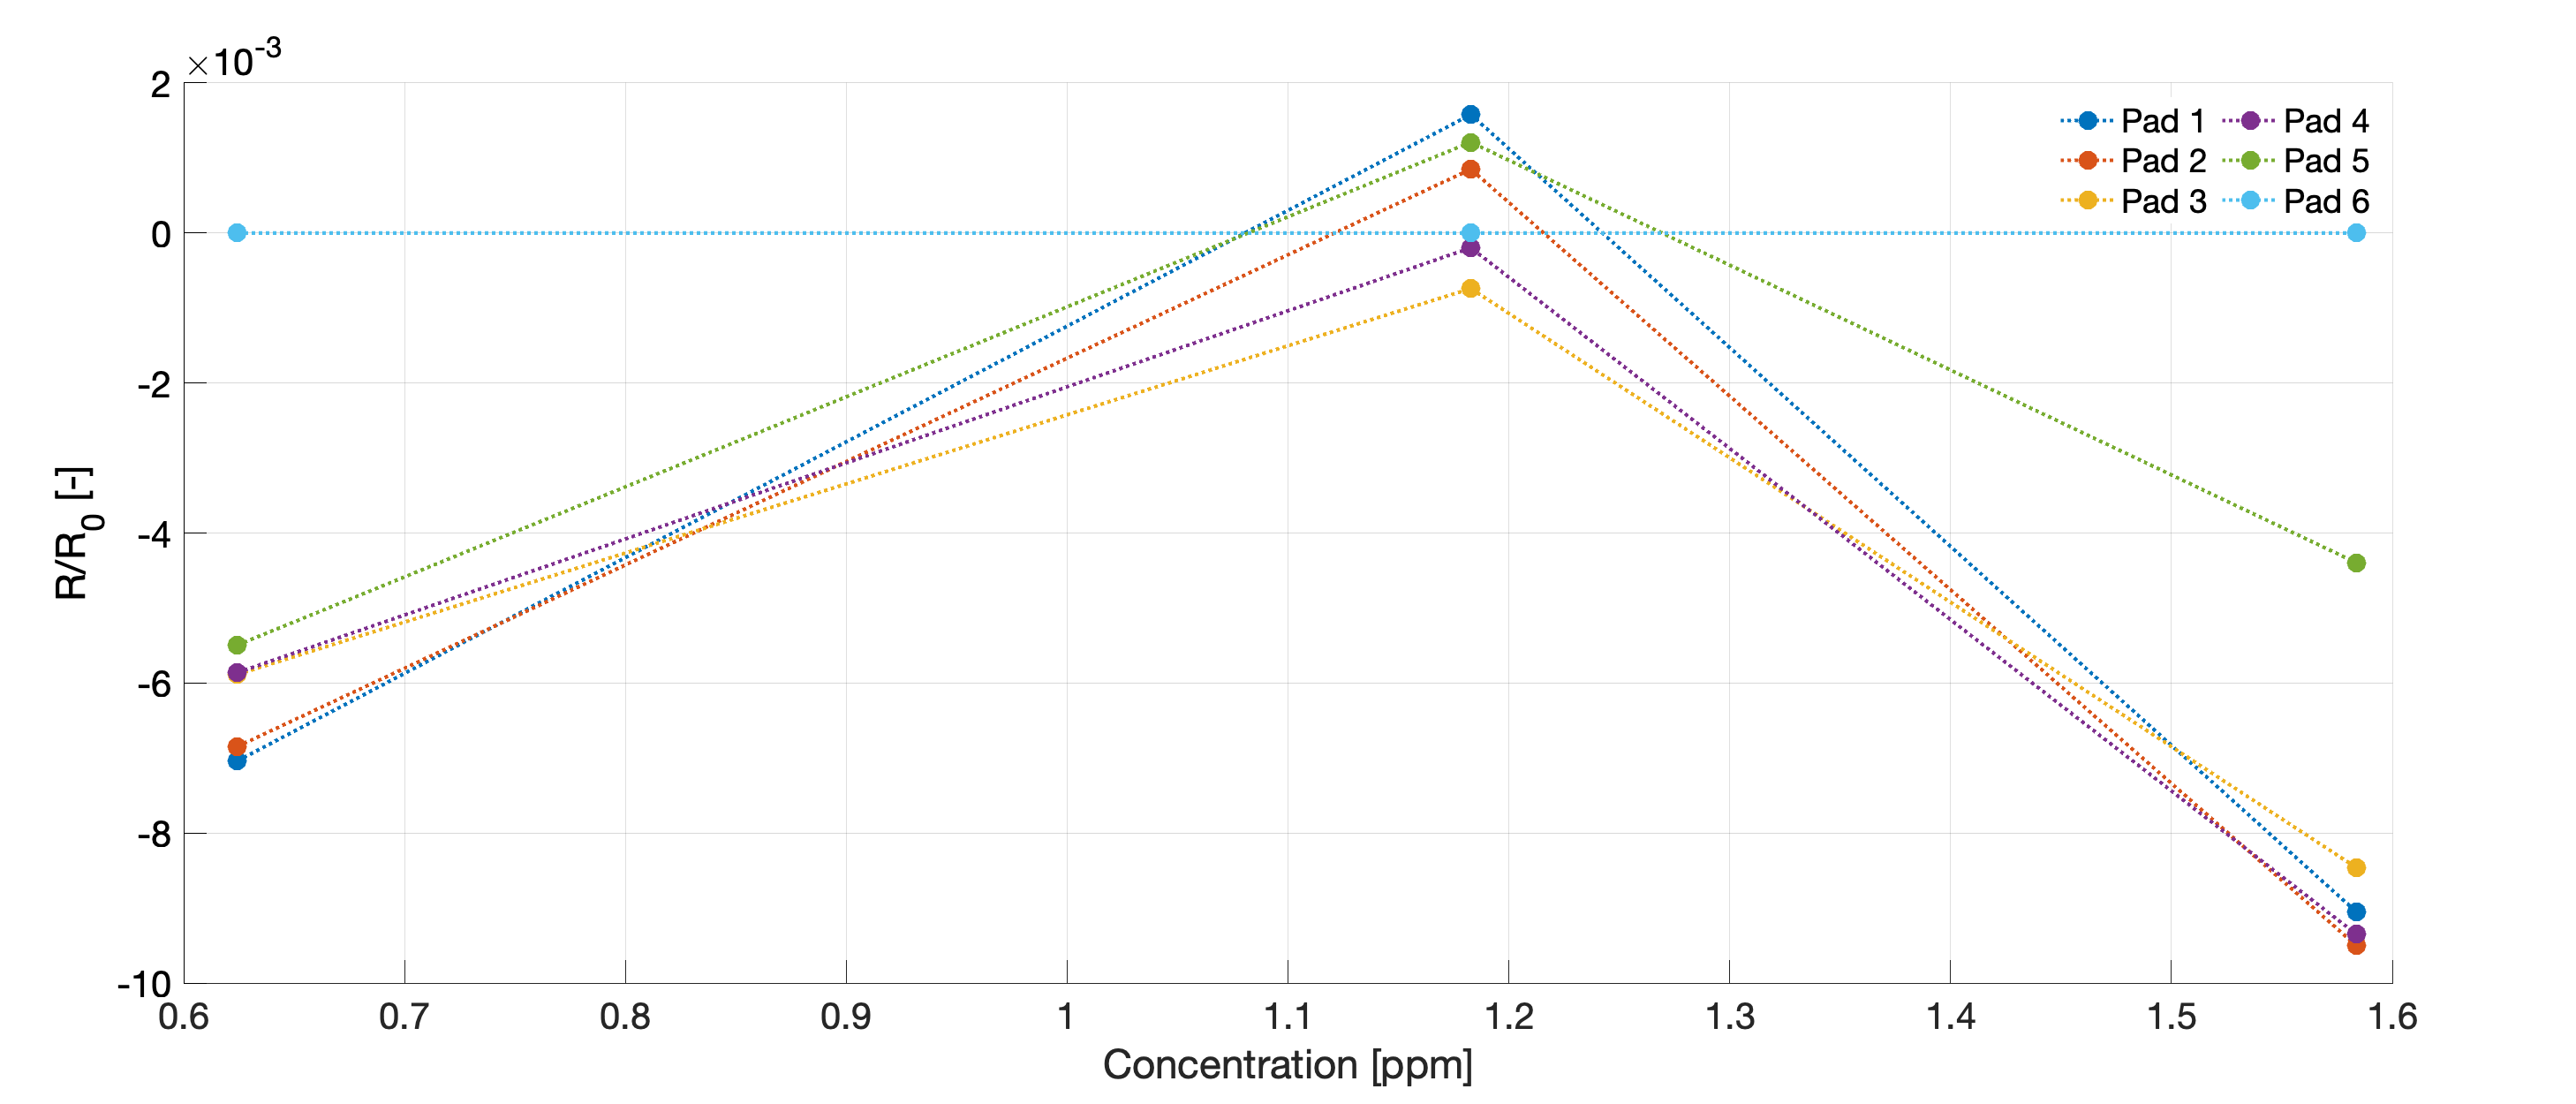 ×10-3
2
0
-2
-4
-6
-8
-10
R/R0 [-]
Pad 1 Pad 4
Pad 2 Pad 5
Pad 3 Pad 6
0.6 0.7 0.8 0.9 1 1.1 1.2 1.3 1.4 1.5 1.6
Concentration [ppm]